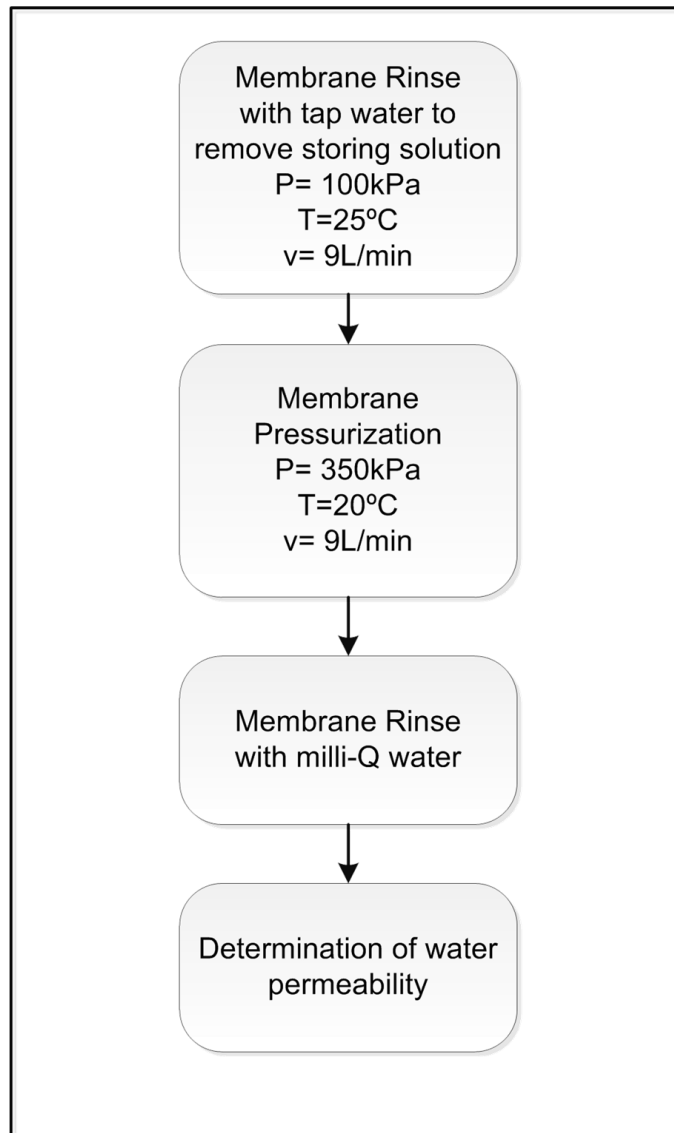 Membrane Rinse
with tap water to
remove storing solution
P= 100kPa
T=25ºC
v= 9L/min
Membrane
Pressurization
P= 350kPa
T=20ºC
v= 9L/min
Membrane Rinse
with milli-Q water
Determination of water
permeability